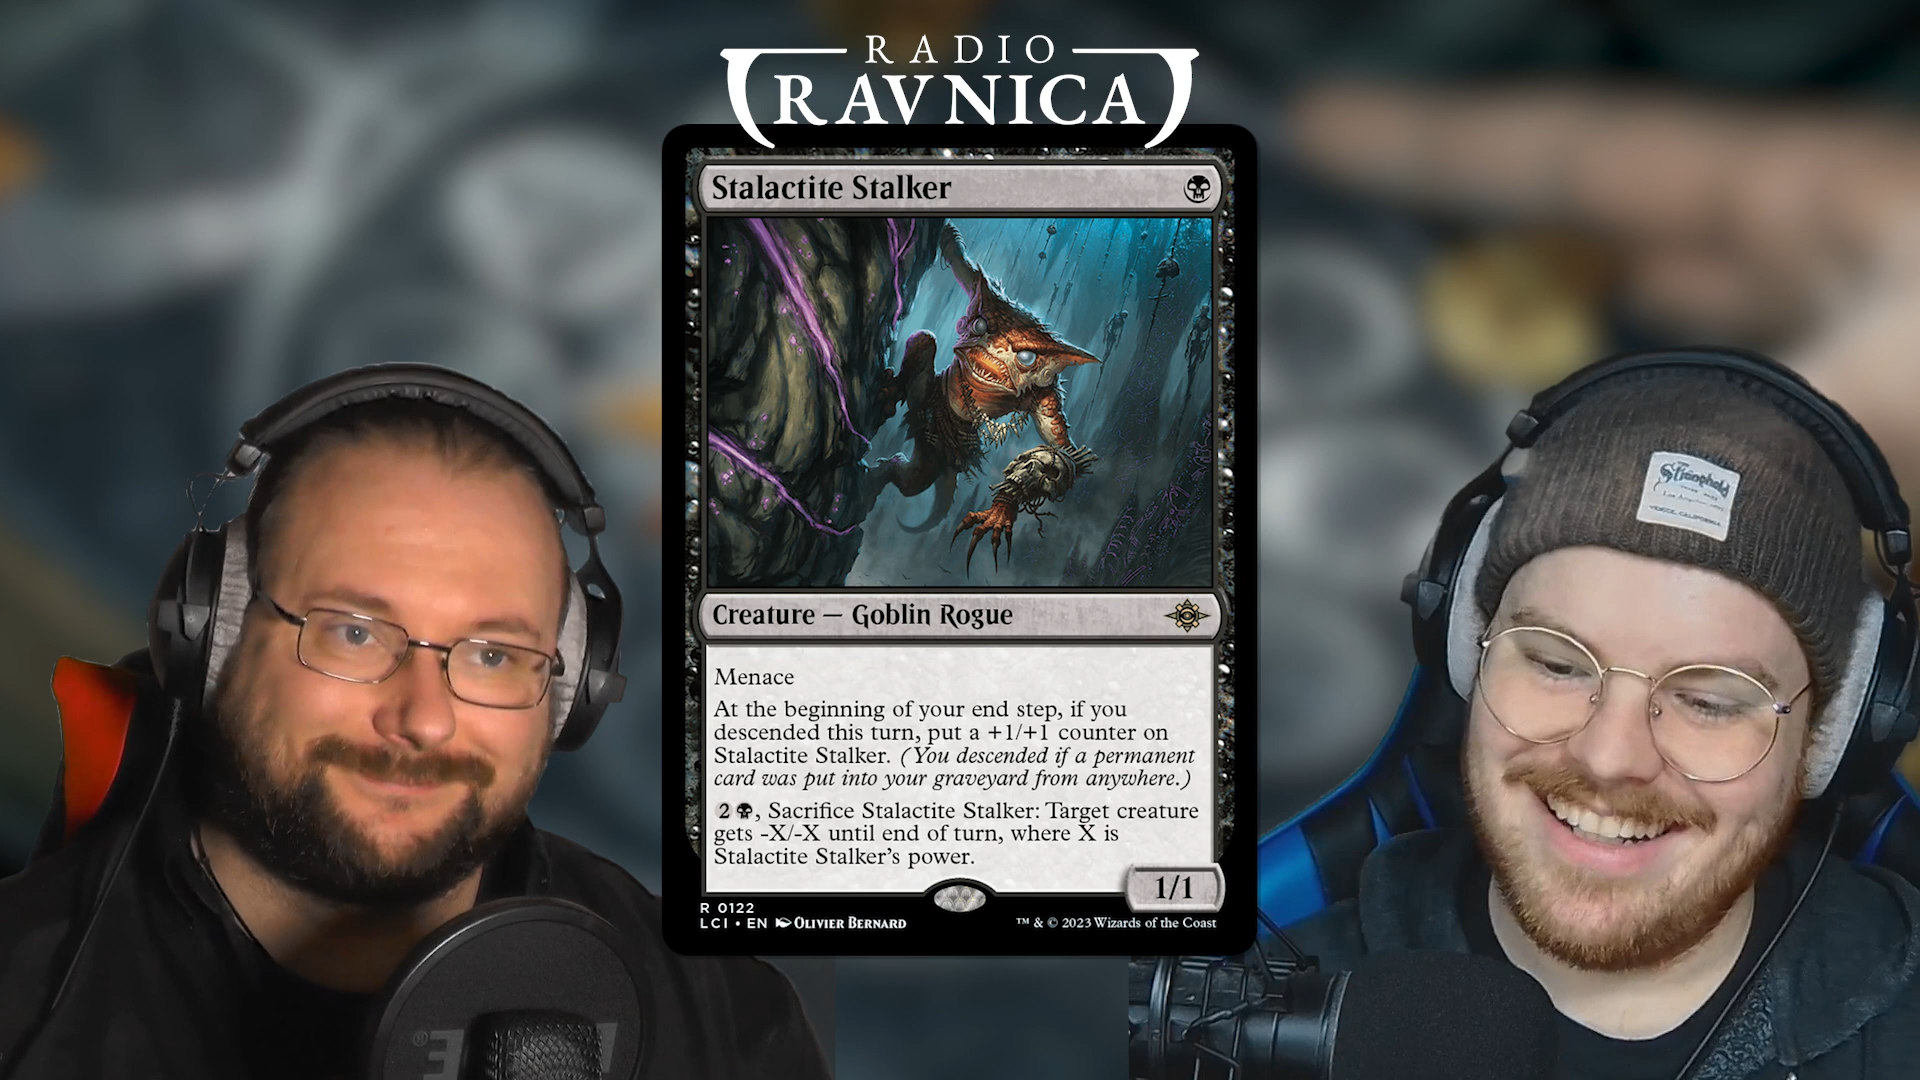 RADIO
RAVNICA
Stalactite Stalker
Creature — Goblin Rogue
Menace
At the beginning of your end step, if you
descended this turn, put a +1/+1 counter on
Stalactite Stalker. (You descended if a permanent
card was put into your graveyard from anywhere.)
2, Sacrifice Stalactite Stalker: Target creature
gets -X/-X until end of turn, where X is
Stalactite Stalker's power.
1/1
R 0122
LCI • EN OLIVIER BERNARD
™ & © 2023 Wizards of the Coast
Stronghold